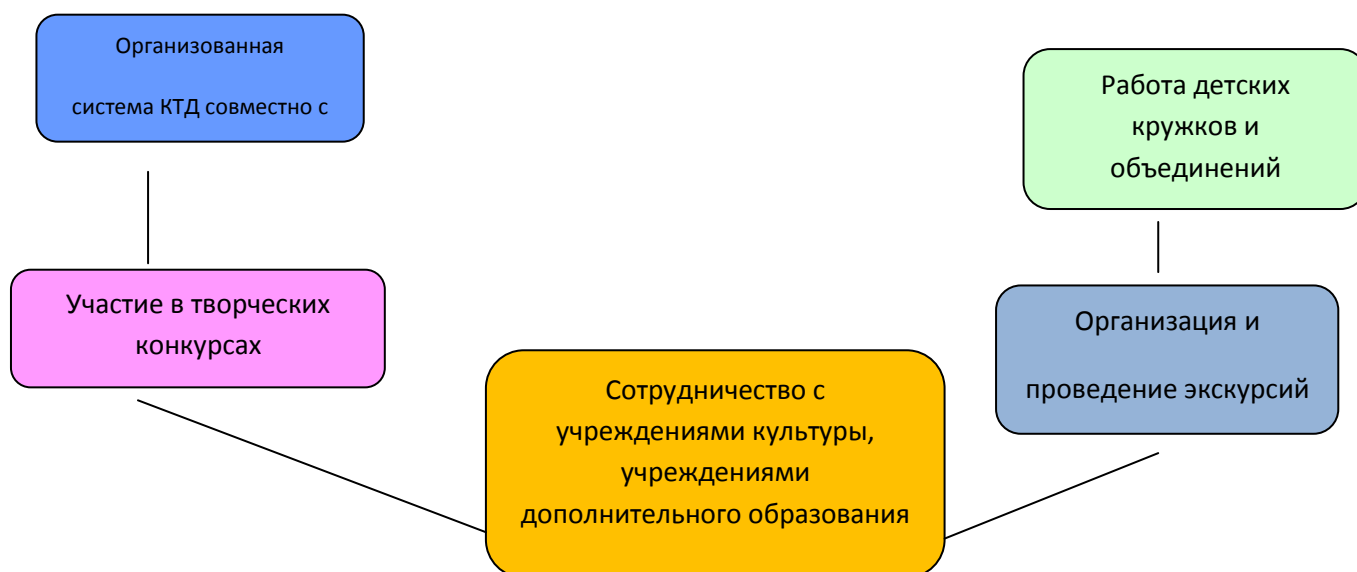 Организованная
система КТД совместно с
Работа детских
кружков и
объединений
Участие в творческих
конкурсах
Организация и
проведение экскурсий
Сотрудничество с
учреждениями культуры,
учреждениями
дополнительного образования